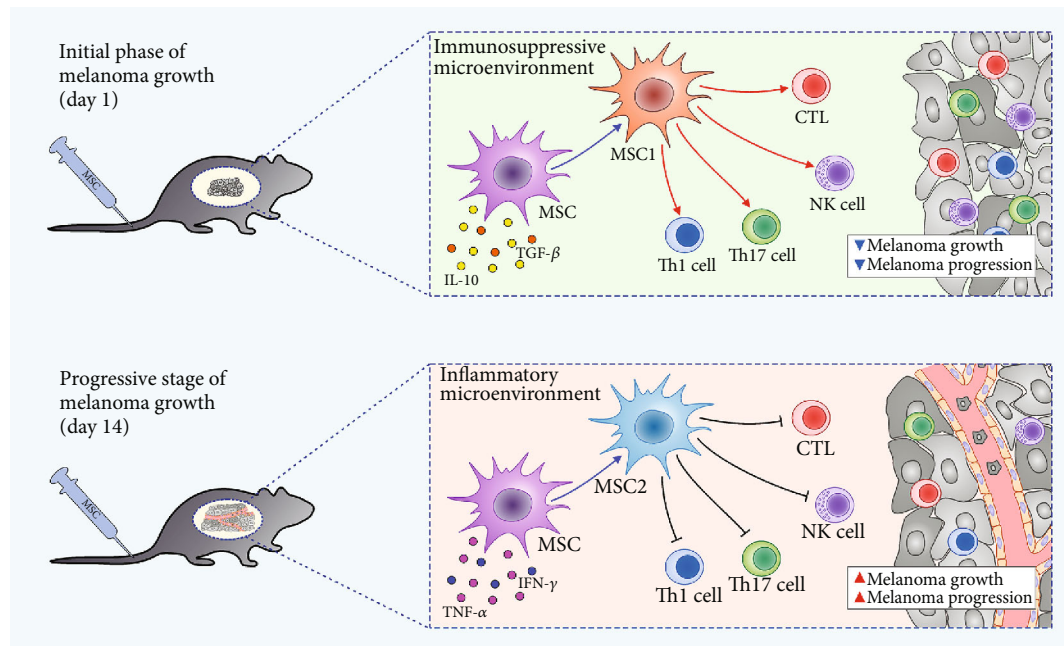 Initial phase of
melanoma growth
(day 1)
MSC
Immunosuppressive
microenvironment
MSC1
MSC
TGF-β
IL-10
CTL
NK cell
Th17 cell
Th1 cell
▼Melanoma growth
▼Melanoma progression
Progressive stage of
melanoma growth
(day 14)
MSC
Inflammatory
microenvironment
MSC2
MSC
IFN-γ
TNF-α
CTL
NK cell
Th17 cell
Th1 cell
▲Melanoma growth
▲Melanoma progression